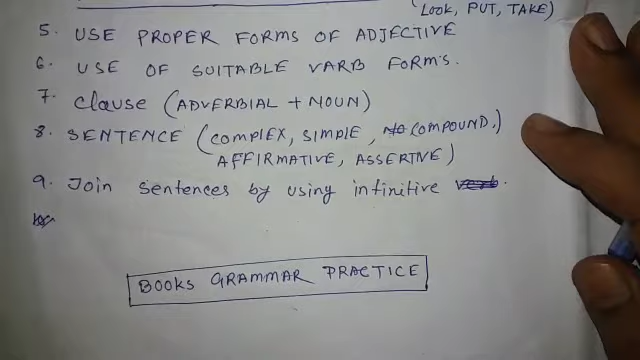 (LOOK, PUT, TAKE)
5. USE PROPER FORMS OF ADJECTIVE
6. USE OF SUITABLE VARB FORMS.
7. Clause (ADVERBIAL + NOUN)
8. SENTENCE (COMPLEX, SIMPLE, COMPOUND,)
AFFIRMATIVE, ASSERTIVE)
9. Join sentences by using infinitive .
BOOKS GRAMMAR PRACTICE